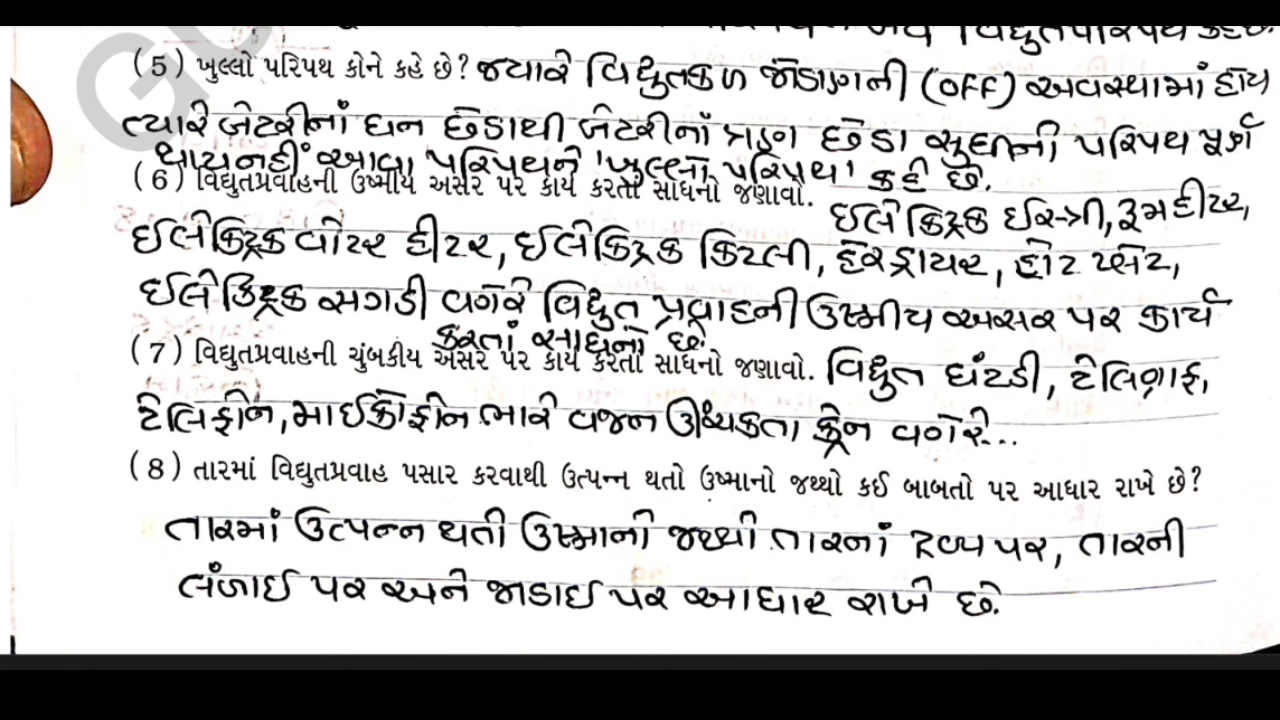 વિદ્યુતપરિપથ કહે છે.
(5) ખુલ્લો પરિપથ કોને કહે છે? જ્યારે વિદ્યુતકળ જોડાણની (OFF) અવસ્થામાં હોય
ત્યારે બેટરીનાં ધન છેડાથી બેટરીનાં ઋણ છેડા સુધીની પરિપથ પૂર્ણ
થાય નહીં આવા પરિપથને 'ખુલ્લો પરિપથ' કહે છે.
(6) વિદ્યુતપ્રવાહની ઉષ્મીય અસર પર કાર્ય કરતાં સાધનો જણાવો. ઈલેક્ટ્રિક ઈસ્ત્રી, રૂમહીટર,
ઈલેક્ટ્રિક વોટર હીટર, ઈલેક્ટ્રિક કિટલી, હેરડ્રાયર, હોટ પ્લેટ,
ઈલેક્ટ્રિક સગડી વગેરે વિદ્યુત પ્રવાહની ઉષ્મીય અસર પર કાર્ય
કરતાં સાધનો છે.
(7) વિદ્યુતપ્રવાહની ચુંબકીય અસર પર કાર્ય કરતાં સાધનો જણાવો. વિદ્યુત ઘંટડી, ટેલિગ્રાફ,
ટેલિફોન, માઈક્રોફોન ભારે વજન ઊંચકતા ક્રેન વગેરે...
(8) તારમાં વિદ્યુતપ્રવાહ પસાર કરવાથી ઉત્પન્ન થતો ઉષ્માનો જથ્થો કઈ બાબતો પર આધાર રાખે છે?
તારમાં ઉત્પન્ન થતી ઉષ્માનો જથ્થો તારનાં દ્રવ્ય પર, તારની
લંબાઈ પર અને જાડાઈ પર આધાર રાખે છે.